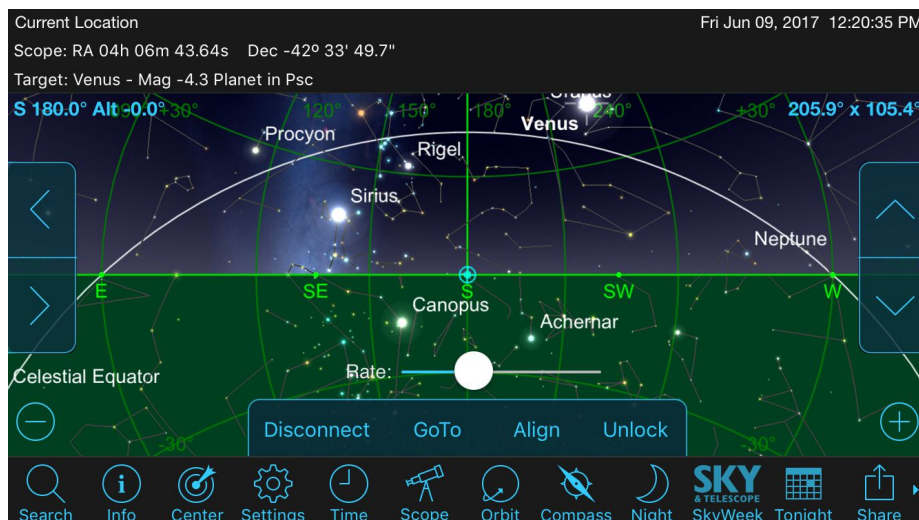 Current Location
Fri Jun 09, 2017 12:20:35 PM
Scope: RA 04h 06m 43.64s Dec -42º 33' 49.7"
Target: Venus - Mag -4.3 Planet in Psc
S 180.0° Alt -0.0°
+30°
120°
150°
180°
240°
+30°
205.9° x 105.4°
Uranus
Venus
Procyon
Rigel
Sirius
Neptune
E
SE
S
SW
W
Canopus
Achernar
Celestial Equator
Rate:
-30°
-30°
Disconnect GoTo Align Unlock
SKY
& TELESCOPE
Search Info Center Settings Time Scope Orbit Compass Night SkyWeek Tonight Share